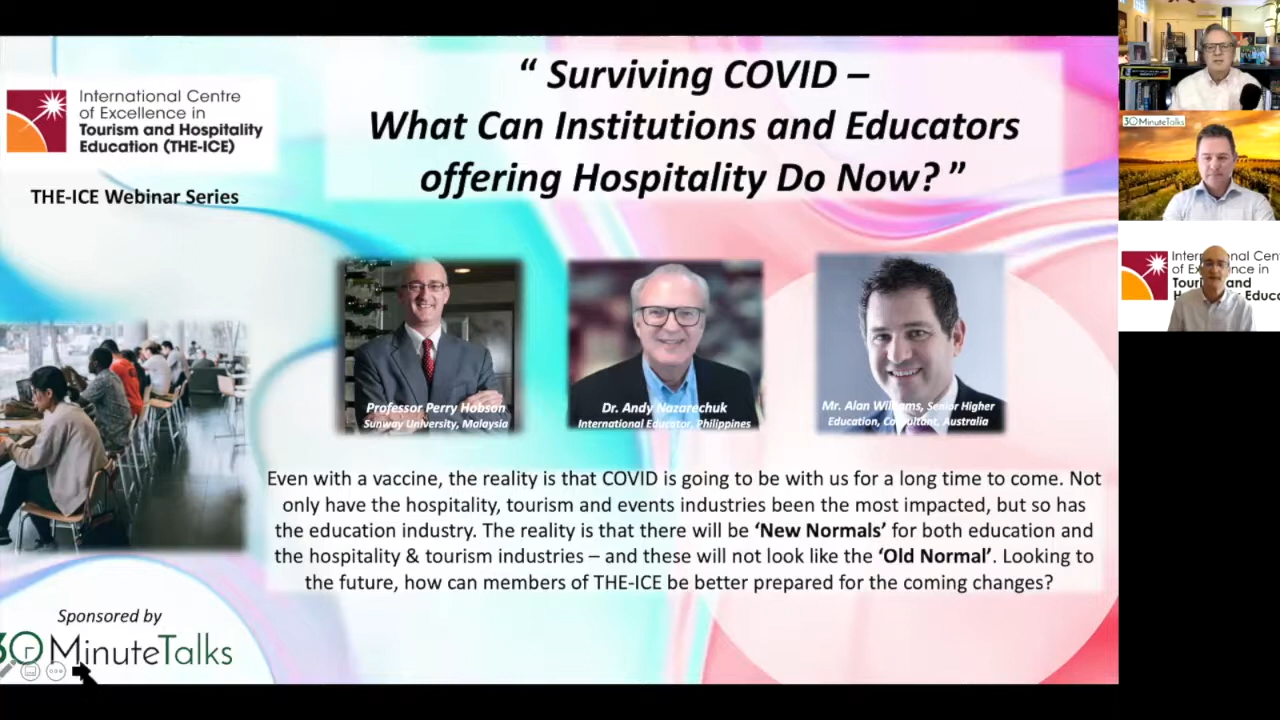 “ Surviving COVID –
What Can Institutions and Educators
offering Hospitality Do Now? ”
International Centre
of Excellence in
Tourism and Hospitality
Education (THE-ICE)
THE-ICE Webinar Series
Professor Perry Hobson
Sunway University, Malaysia
Dr. Andy Nazarechuk
International Educator, Philippines
Mr. Alan Williams, Senior Higher
Education, Consultant, Australia
Even with a vaccine, the reality is that COVID is going to be with us for a long time to come. Not
only have the hospitality, tourism and events industries been the most impacted, but so has
the education industry. The reality is that there will be ‘New Normals’ for both education and
the hospitality & tourism industries – and these will not look like the ‘Old Normal’. Looking to
the future, how can members of THE-ICE be better prepared for the coming changes?
Sponsored by
30MinuteTalks
30MinuteTalks